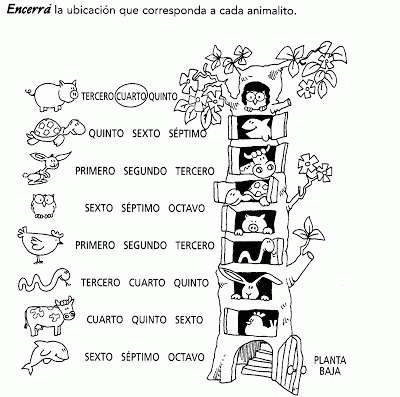 Encerrá la ubicación que corresponda a cada animalito.
TERCERO CUARTO QUINTO
QUINTO SEXTO SÉPTIMO
PRIMERO SEGUNDO TERCERO
SEXTO SÉPTIMO OCTAVO
PRIMERO SEGUNDO TERCERO
TERCERO CUARTO QUINTO
CUARTO QUINTO SEXTO
SEXTO SÉPTIMO OCTAVO
PLANTA
BAJA